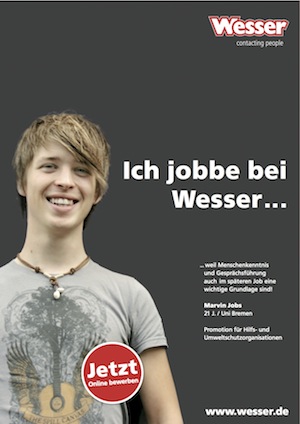 Wesser
contacting people
Ich jobbe bei
Wesser...
... weil Menschenkenntnis
und Gesprächsführung
auch im späteren Job eine
wichtige Grundlage sind!
Marvin Jobs
21 J. / Uni Bremen
Promotion für Hilfs- und
Umweltschutzorganisationen
Jetzt
Online bewerben
www.wesser.de